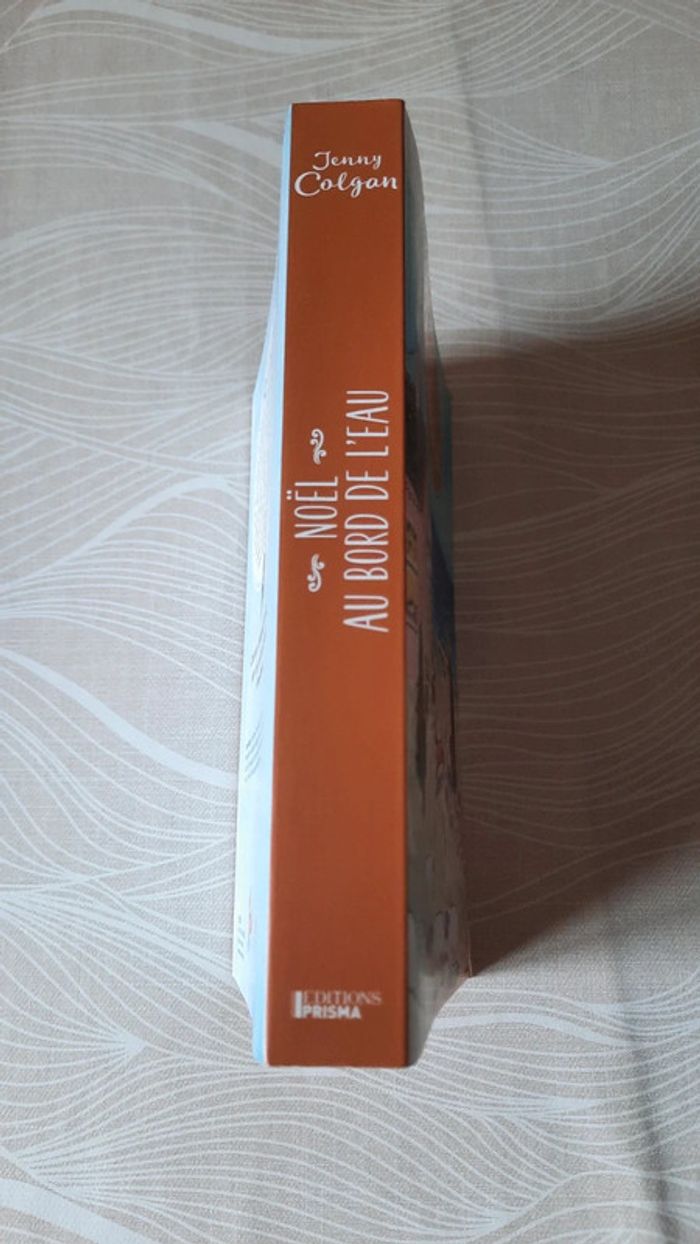 Jenny
Colgan
NOËL
AU BORD DE L'EAU
EDITIONS
PRISMA